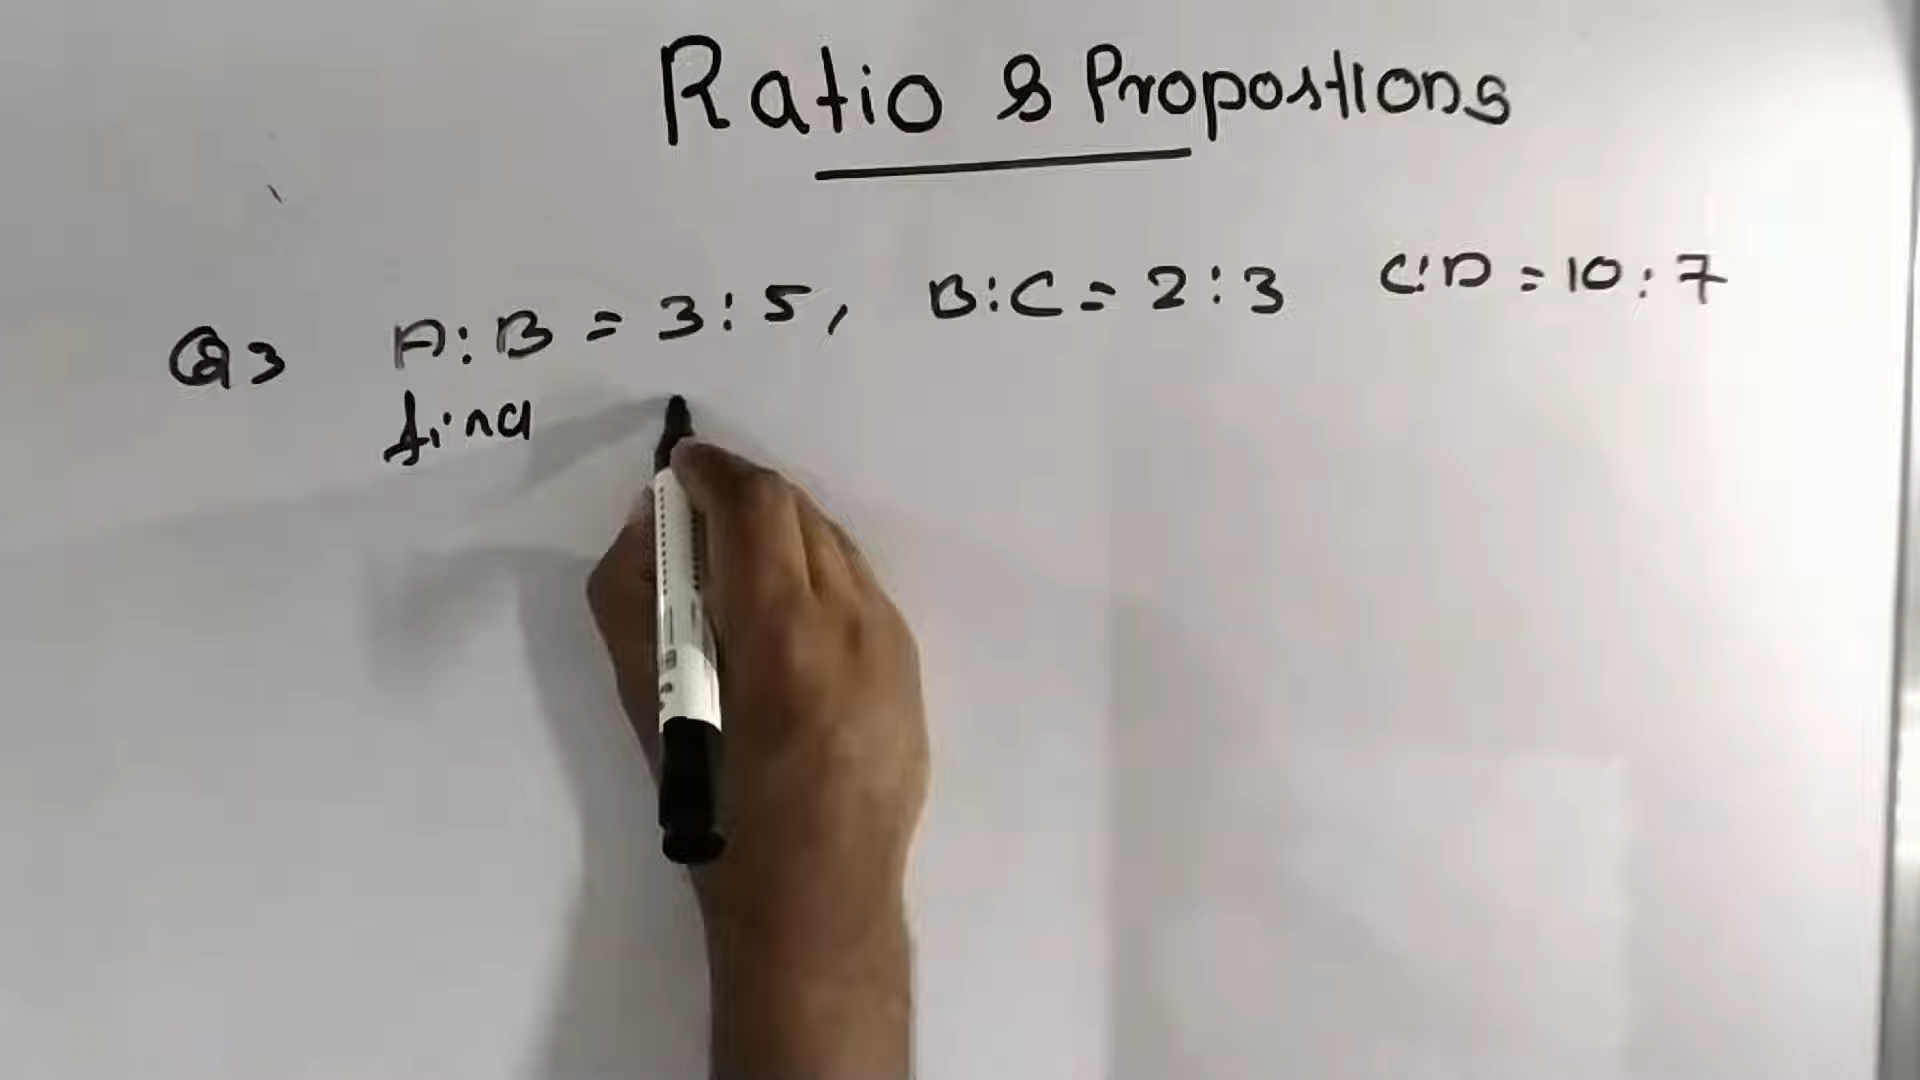 Ratio & Propostions
Q3 A:B = 3:5, B:C = 2:3 C:D = 10:7
find